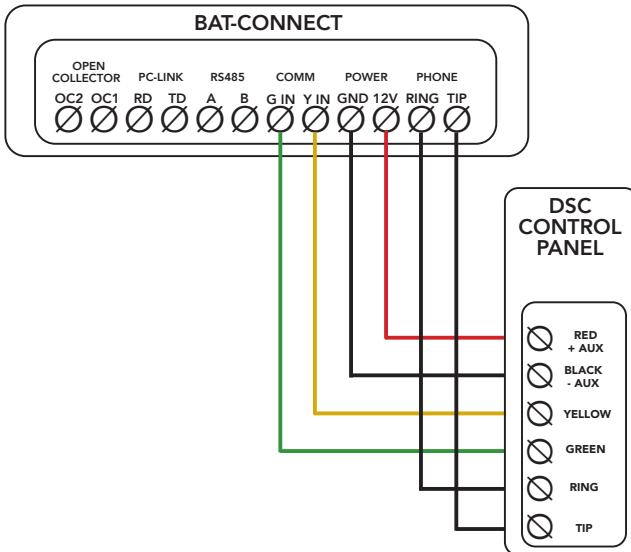 BAT-CONNECT
OPEN
COLLECTOR PC-LINK RS485 COMM POWER PHONE
OC2 OC1 RD TD A B G IN Y IN GND 12V RING TIP
DSC
CONTROL
PANEL
RED
+ AUX
BLACK
- AUX
YELLOW
GREEN
RING
TIP